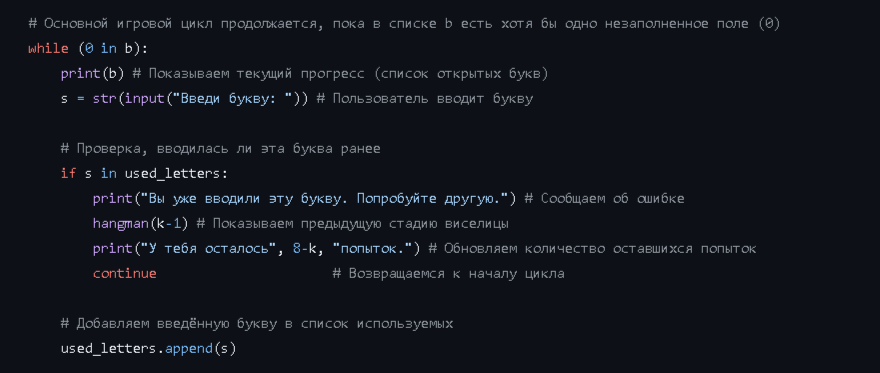 # Основной игровой цикл продолжается, пока в списке b есть хотя бы одно незаполненное поле (0)
while (0 in b):
    print(b) # Показываем текущий прогресс (список открытых букв)
    s = str(input("Введи букву: ")) # Пользователь вводит букву

    # Проверка, вводилась ли эта буква ранее
    if s in used_letters:
        print("Вы уже вводили эту букву. Попробуйте другую.") # Сообщаем об ошибке
        hangman(k-1) # Показываем предыдущую стадию виселицы
        print("У тебя осталось", 8-k, "попыток.") # Обновляем количество оставшихся попыток
        continue                      # Возвращаемся к началу цикла

    # Добавляем введённую букву в список используемых
    used_letters.append(s)